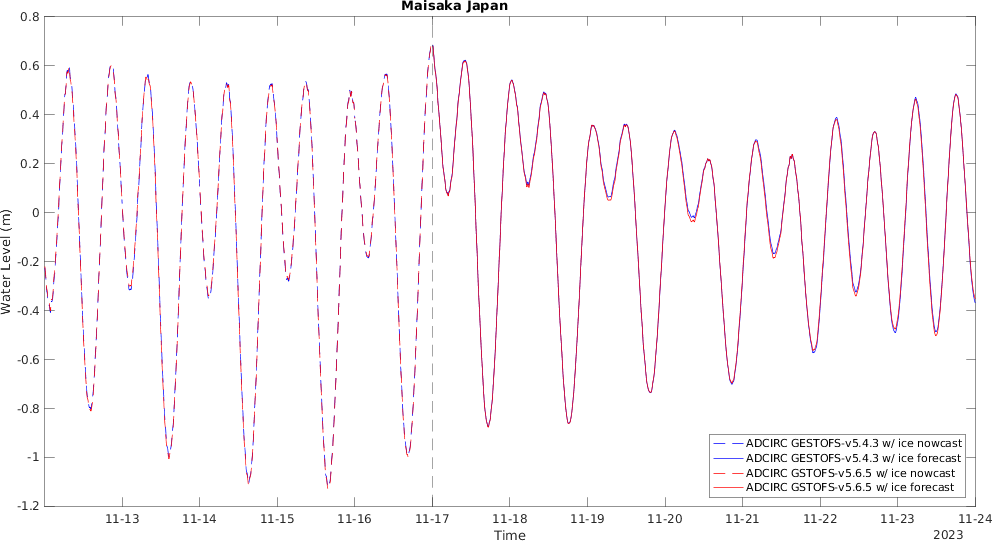 Maisaka Japan
0.8
0.6
0.4
0.2
0
-0.2
-0.4
-0.6
-0.8
-1
-1.2
Water Level (m)
ADCIRC GESTOFS-v5.4.3 w/ ice nowcast
ADCIRC GESTOFS-v5.4.3 w/ ice forecast
ADCIRC GSTOFS-v5.6.5 w/ ice nowcast
ADCIRC GSTOFS-v5.6.5 w/ ice forecast
11-13 11-14 11-15 11-16 11-17 11-18 11-19 11-20 11-21 11-22 11-23 11-24
Time
2023